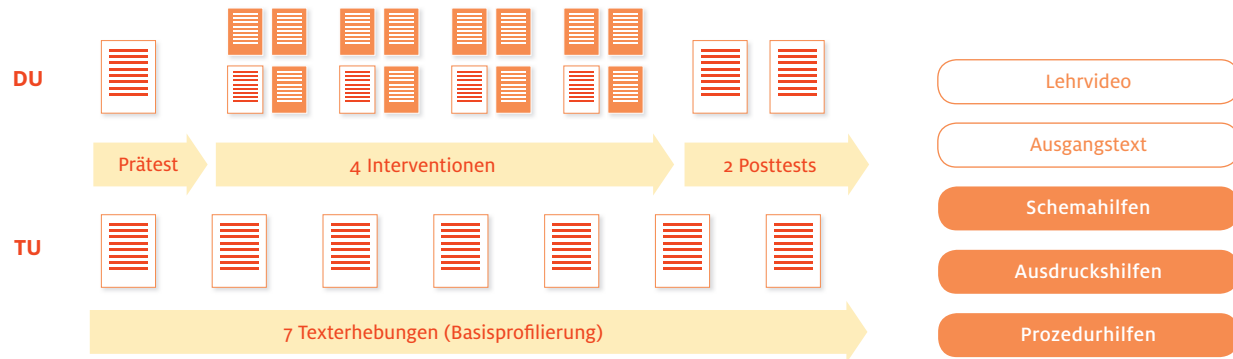 DU
Prätest
4 Interventionen
2 Posttests
TU
7 Texterhebungen (Basisprofilierung)
Lehrvideo
Ausgangstext
Schemahilfen
Ausdruckshilfen
Prozedurhilfen